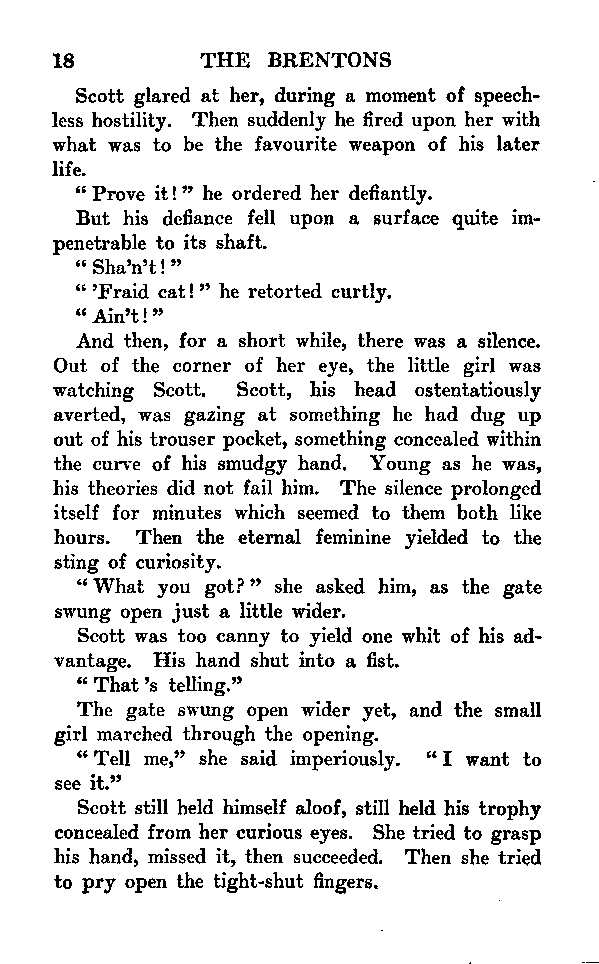 18 THE BRENTONS
Scott glared at her, during a moment of speech-
less hostility. Then suddenly he fired upon her with
what was to be the favourite weapon of his later
life.
“ Prove it! ” he ordered her defiantly.
But his defiance fell upon a surface quite im-
penetrable to its shaft.
“ Sha’n’t! ”
“ ’Fraid cat! ” he retorted curtly.
“ Ain’t! ”
And then, for a short while, there was a silence.
Out of the corner of her eye, the little girl was
watching Scott. Scott, his head ostentatiously
averted, was gazing at something he had dug up
out of his trouser pocket, something concealed within
the curve of his smudgy hand. Young as he was,
his theories did not fail him. The silence prolonged
itself for minutes which seemed to them both like
hours. Then the eternal feminine yielded to the
sting of curiosity.
“ What you got? ” she asked him, as the gate
swung open just a little wider.
Scott was too canny to yield one whit of his ad-
vantage. His hand shut into a fist.
“ That ’s telling.”
The gate swung open wider yet, and the small
girl marched through the opening.
“ Tell me,” she said imperiously. “ I want to
see it.”
Scott still held himself aloof, still held his trophy
concealed from her curious eyes. She tried to grasp
his hand, missed it, then succeeded. Then she tried
to pry open the tight-shut fingers.